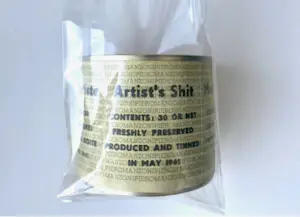 Artist's Shit
CONTENTS: 30 GR NET
FRESHLY PRESERVED
PRODUCED AND TINNED
IN MAY 1961